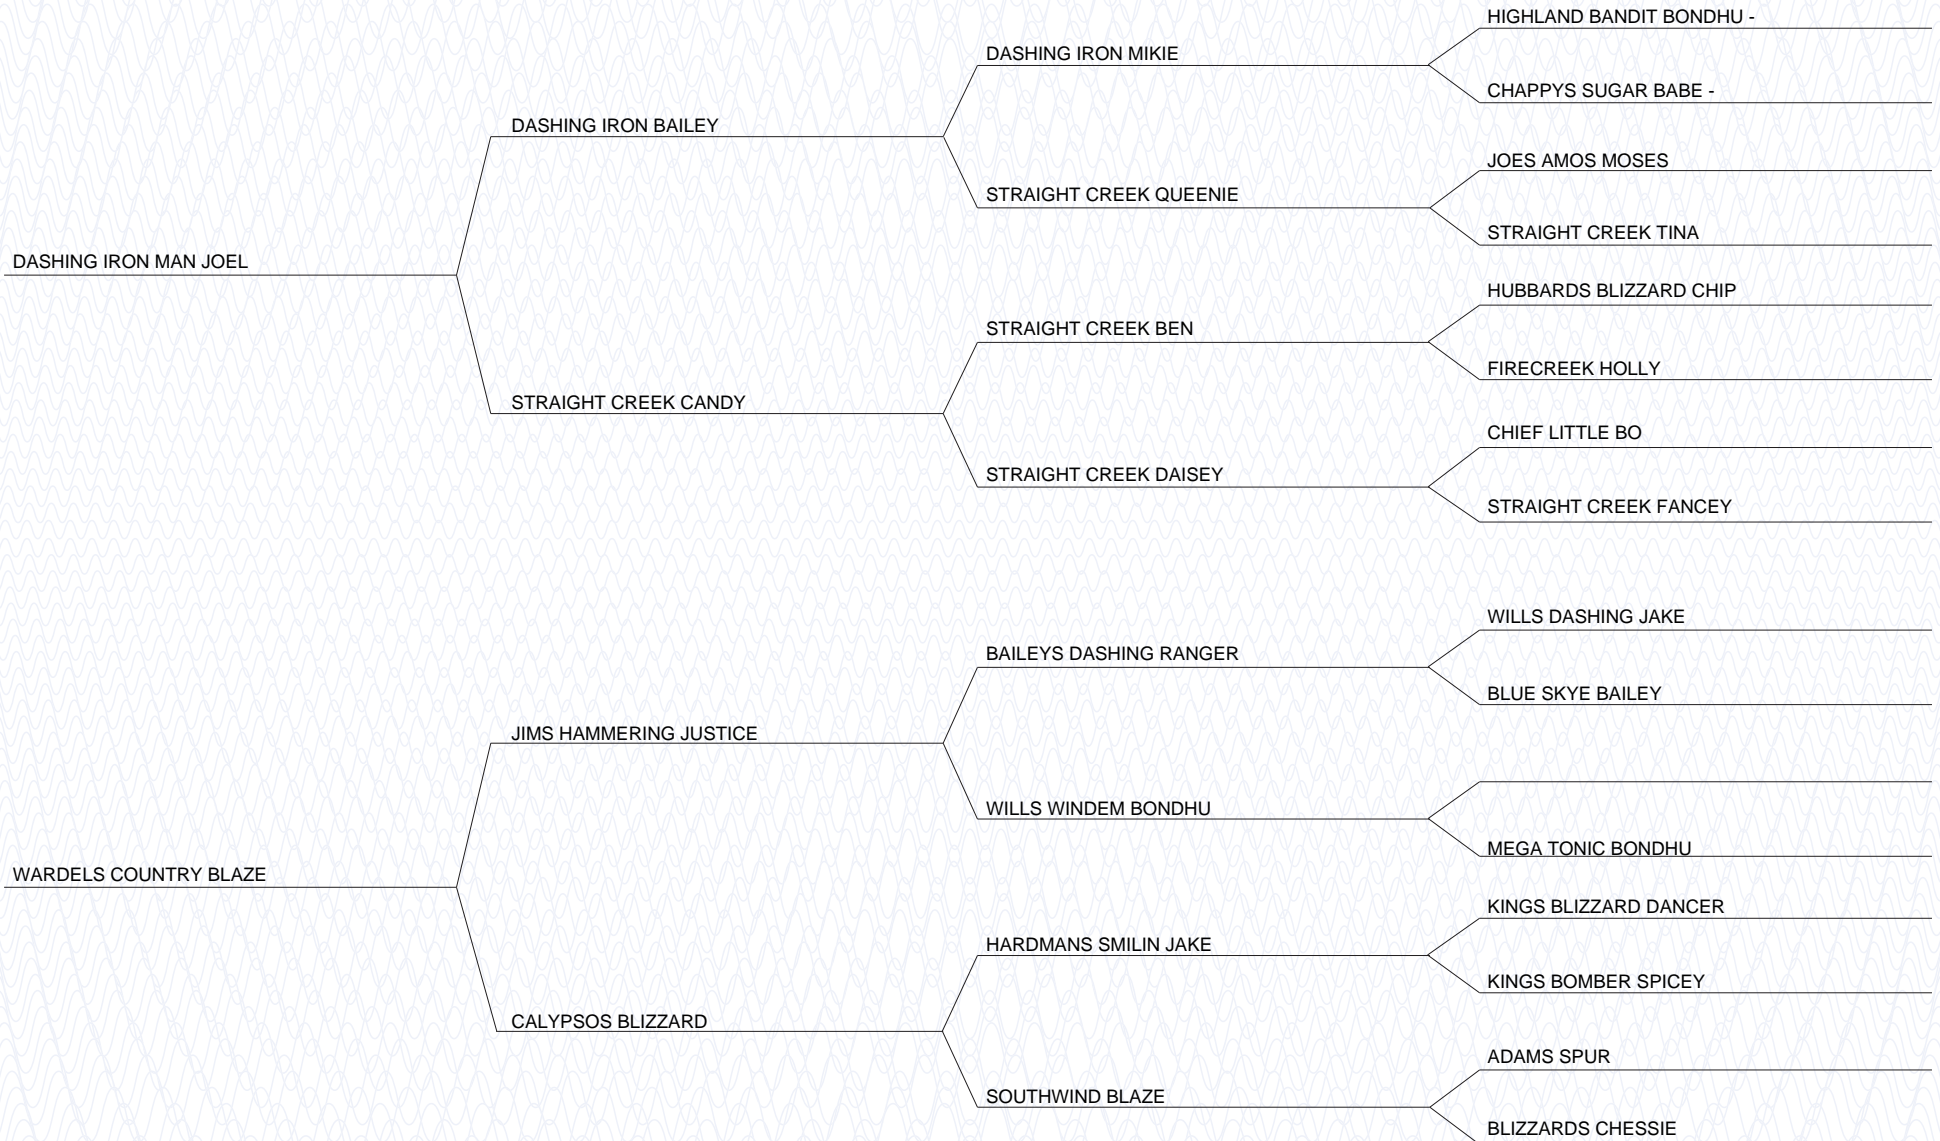 HIGHLAND BANDIT BONDHU -
DASHING IRON MIKIE
CHAPPYS SUGAR BABE -
DASHING IRON BAILEY
JOES AMOS MOSES
STRAIGHT CREEK QUEENIE
STRAIGHT CREEK TINA
DASHING IRON MAN JOEL
HUBBARDS BLIZZARD CHIP
STRAIGHT CREEK BEN
FIRECREEK HOLLY
STRAIGHT CREEK CANDY
CHIEF LITTLE BO
STRAIGHT CREEK DAISEY
STRAIGHT CREEK FANCEY
WILLS DASHING JAKE
BAILEYS DASHING RANGER
BLUE SKYE BAILEY
JIMS HAMMERING JUSTICE
WILLS WINDEM BONDHU
MEGA TONIC BONDHU
WARDELS COUNTRY BLAZE
KINGS BLIZZARD DANCER
HARDMANS SMILIN JAKE
KINGS BOMBER SPICEY
CALYPSOS BLIZZARD
ADAMS SPUR
SOUTHWIND BLAZE
BLIZZARDS CHESSIE